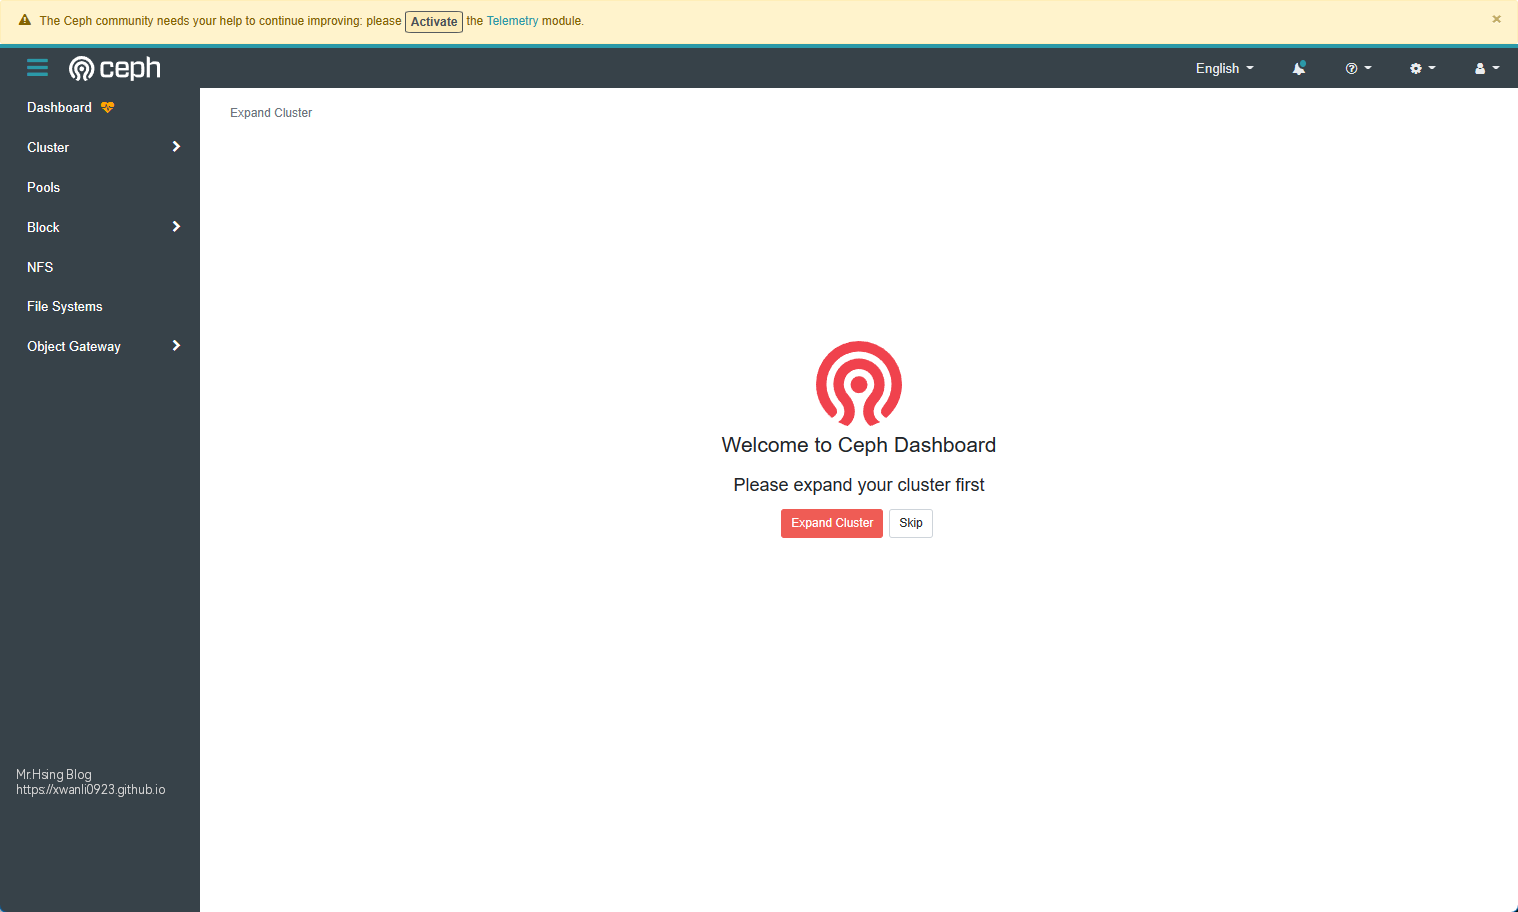 The Ceph community needs your help to continue improving: please Activate the Telemetry module.
ceph
English
Dashboard
Expand Cluster
Cluster
Pools
Block
NFS
File Systems
Object Gateway
Welcome to Ceph Dashboard
Please expand your cluster first
Expand Cluster Skip
Mr.Hsing Blog
https://xwanli0923.github.io